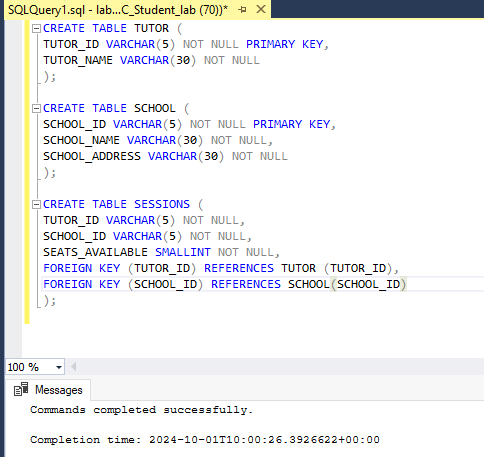 SQLQuery1.sql - lab...C_Student_lab (70))*
CREATE TABLE TUTOR (
TUTOR_ID VARCHAR(5) NOT NULL PRIMARY KEY,
TUTOR_NAME VARCHAR(30) NOT NULL
);
CREATE TABLE SCHOOL (
SCHOOL_ID VARCHAR(5) NOT NULL PRIMARY KEY,
SCHOOL_NAME VARCHAR(30) NOT NULL,
SCHOOL_ADDRESS VARCHAR(30) NOT NULL
);
CREATE TABLE SESSIONS (
TUTOR_ID VARCHAR(5) NOT NULL,
SCHOOL_ID VARCHAR(5) NOT NULL,
SEATS_AVAILABLE SMALLINT NOT NULL,
FOREIGN KEY (TUTOR_ID) REFERENCES TUTOR (TUTOR_ID),
FOREIGN KEY (SCHOOL_ID) REFERENCES SCHOOL(SCHOOL_ID)
);
100 %
Messages
Commands completed successfully.
Completion time: 2024-10-01T10:00:26.3926622+00:00